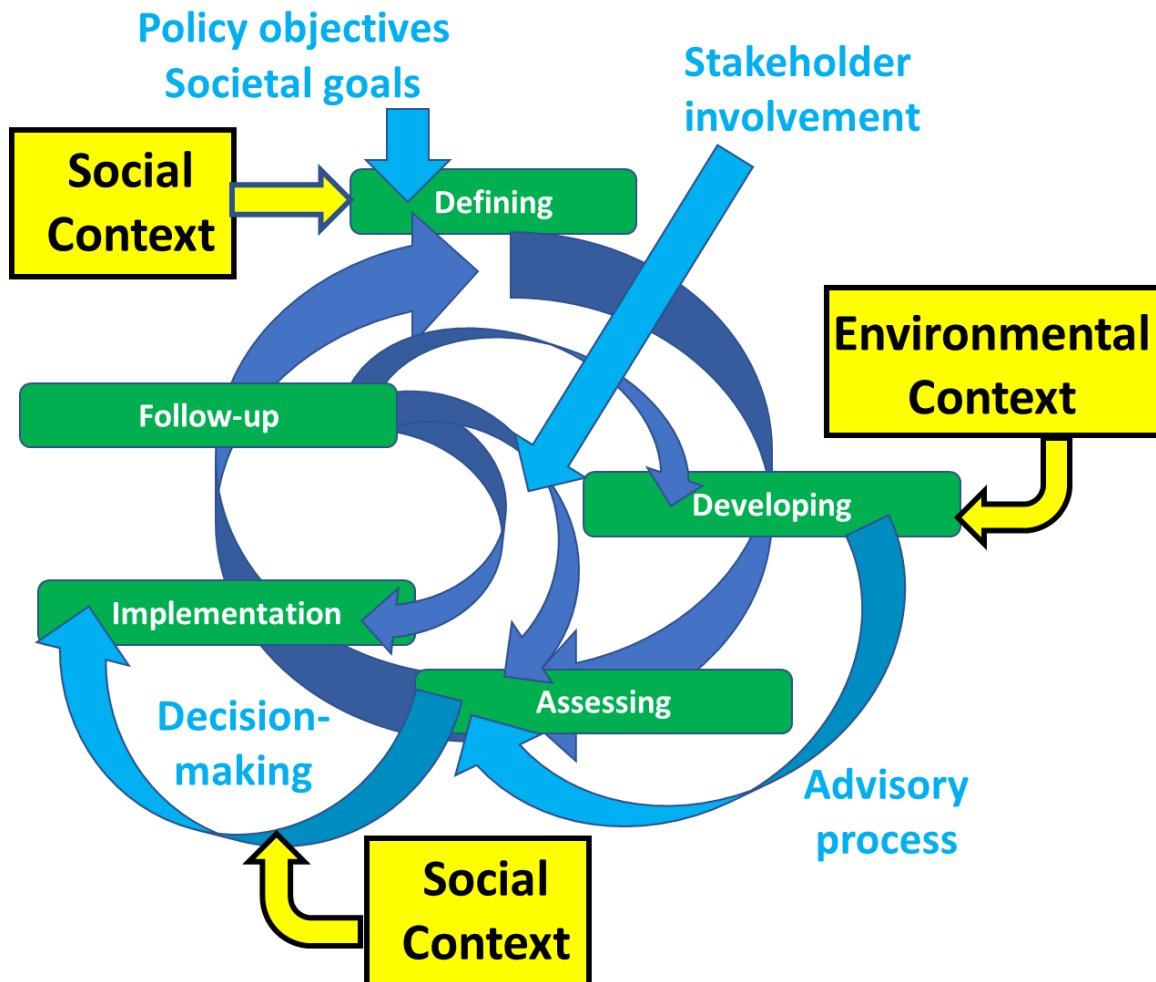 Policy objectives
Societal goals
Stakeholder
involvement
Social
Context
Defining
Environmental
Context
Follow-up
Developing
Implementation
Assessing
Decision-
making
Advisory
process
Social
Context